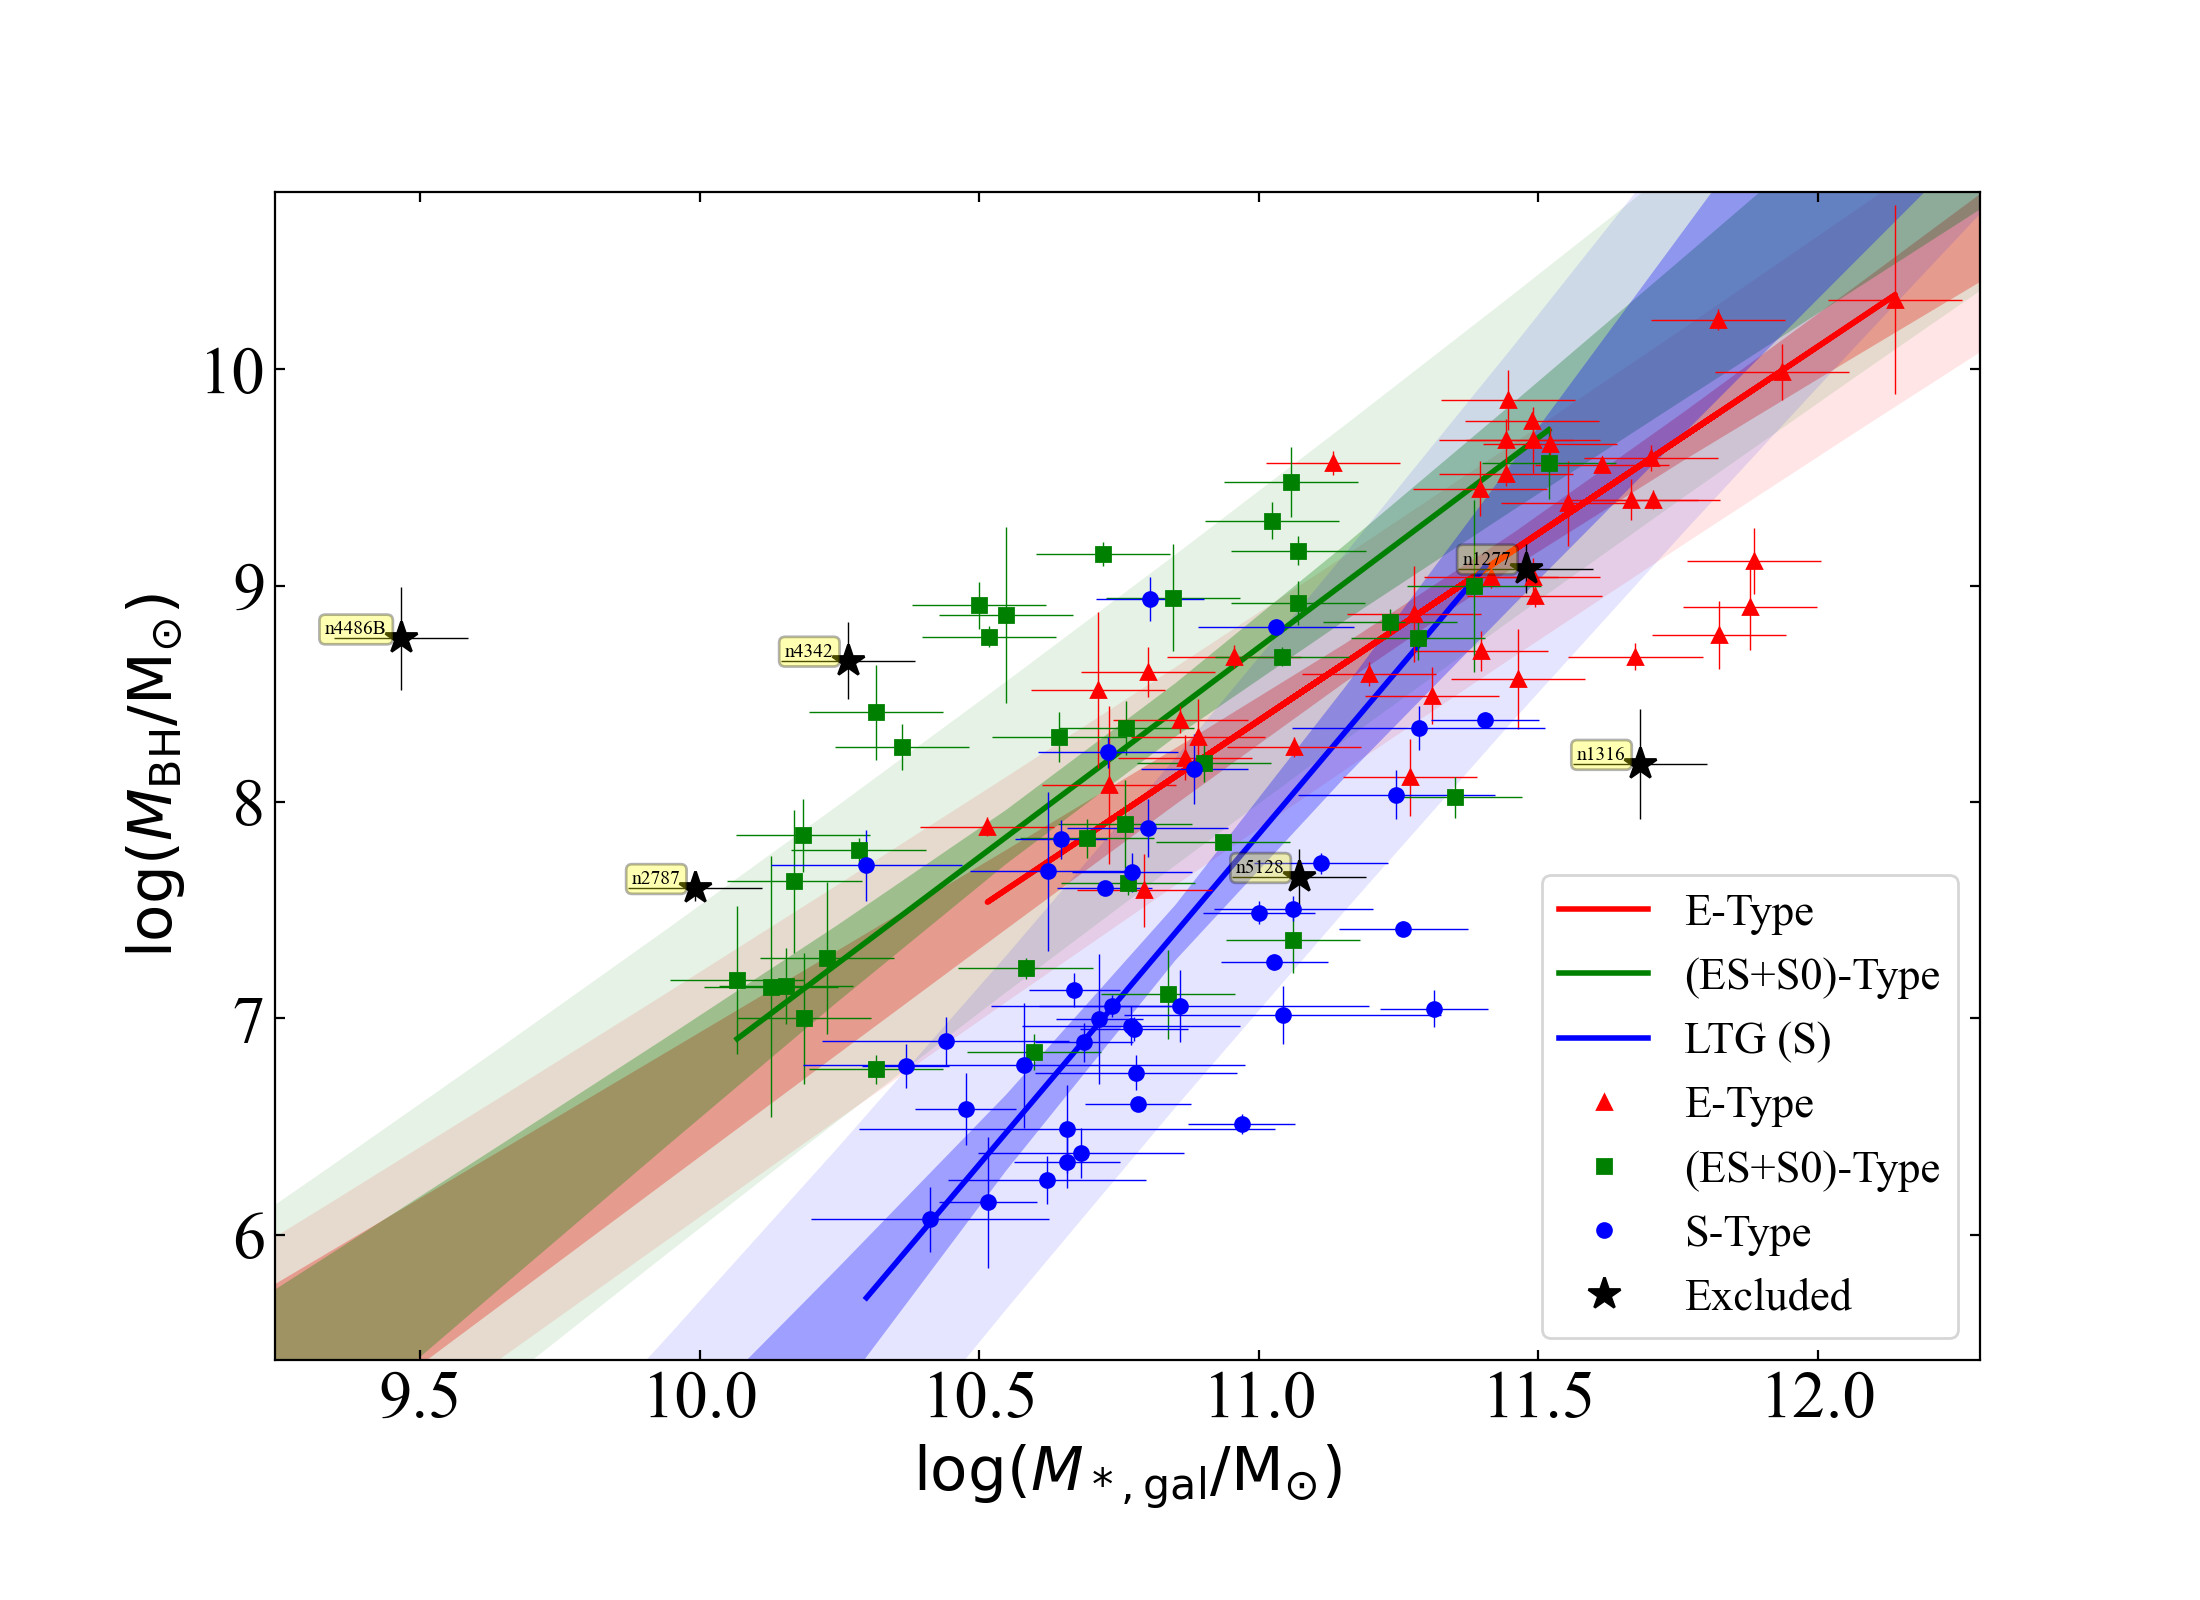 log(M_BH/M⊙)
10
9
8
7
6
n4486B
n4342
n2787
n1277
n1316
n5128
E-Type
(ES+S0)-Type
LTG (S)
E-Type
(ES+S0)-Type
S-Type
Excluded
9.5 10.0 10.5 11.0 11.5 12.0
log(M_*,gal/M⊙)